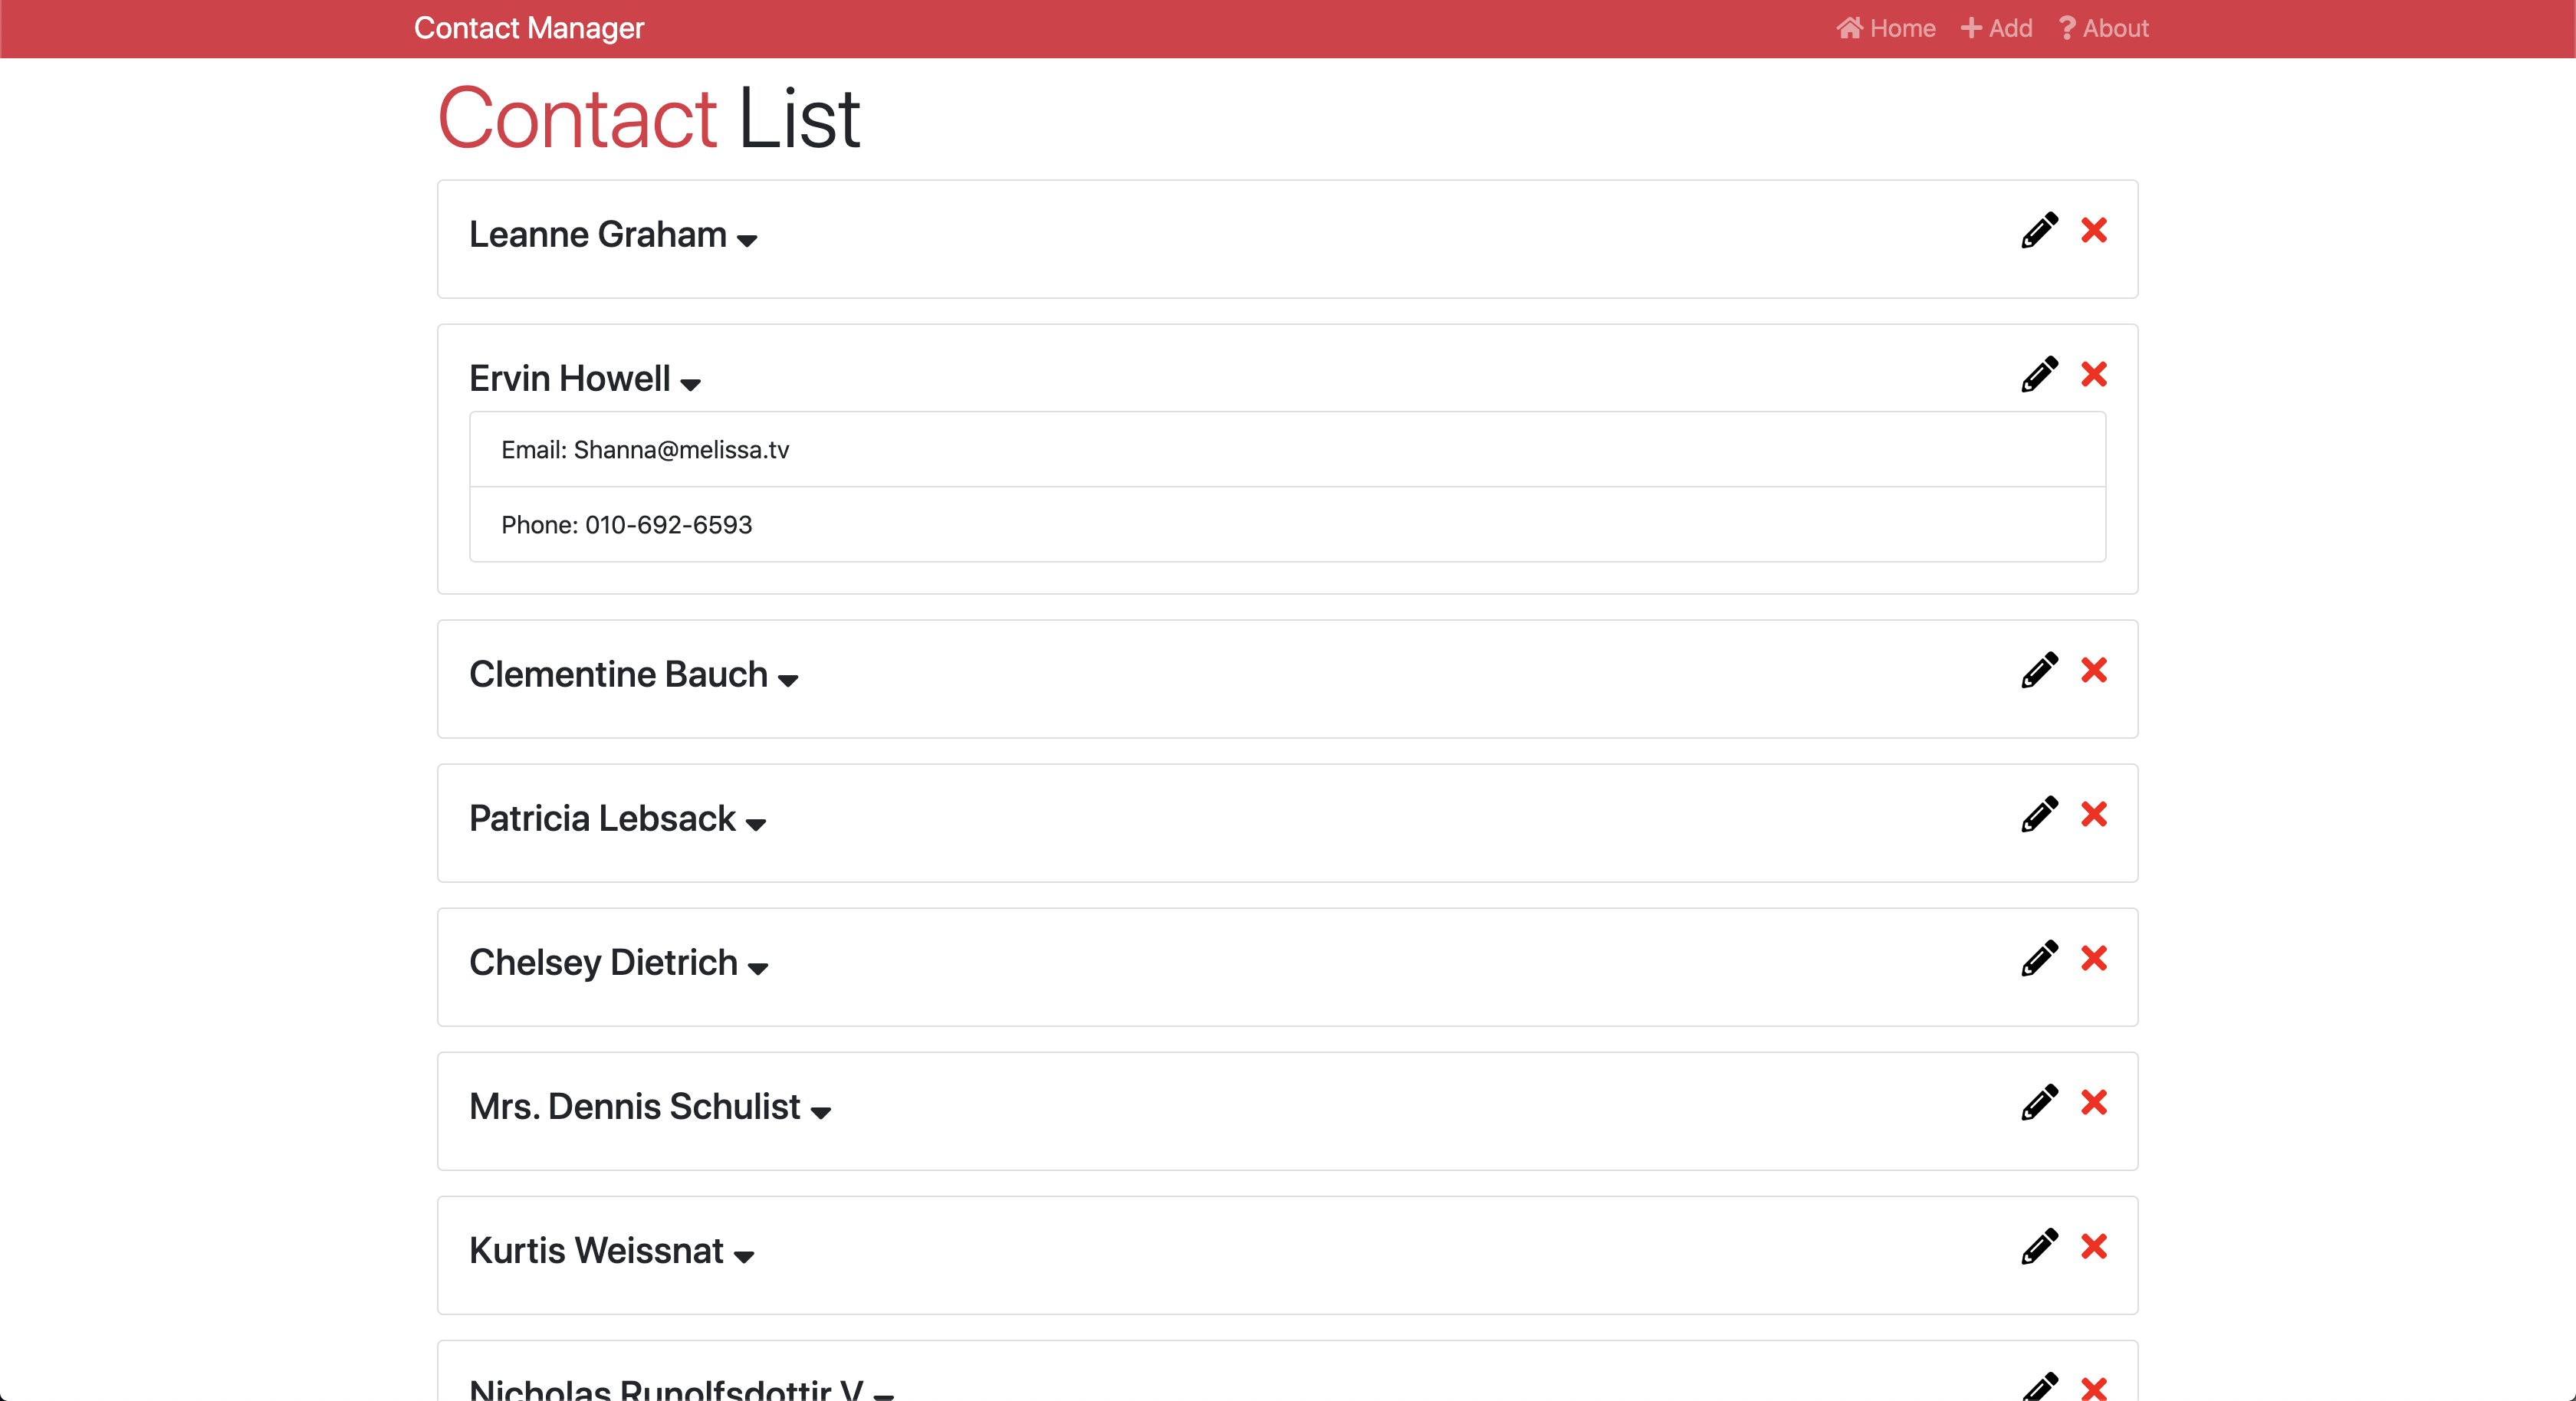 Contact Manager
Home Add About
Contact List
Leanne Graham
Ervin Howell
Email: Shanna@melissa.tv
Phone: 010-692-6593
Clementine Bauch
Patricia Lebsack
Chelsey Dietrich
Mrs. Dennis Schulist
Kurtis Weissnat
Nicholas Runolfsdottir V